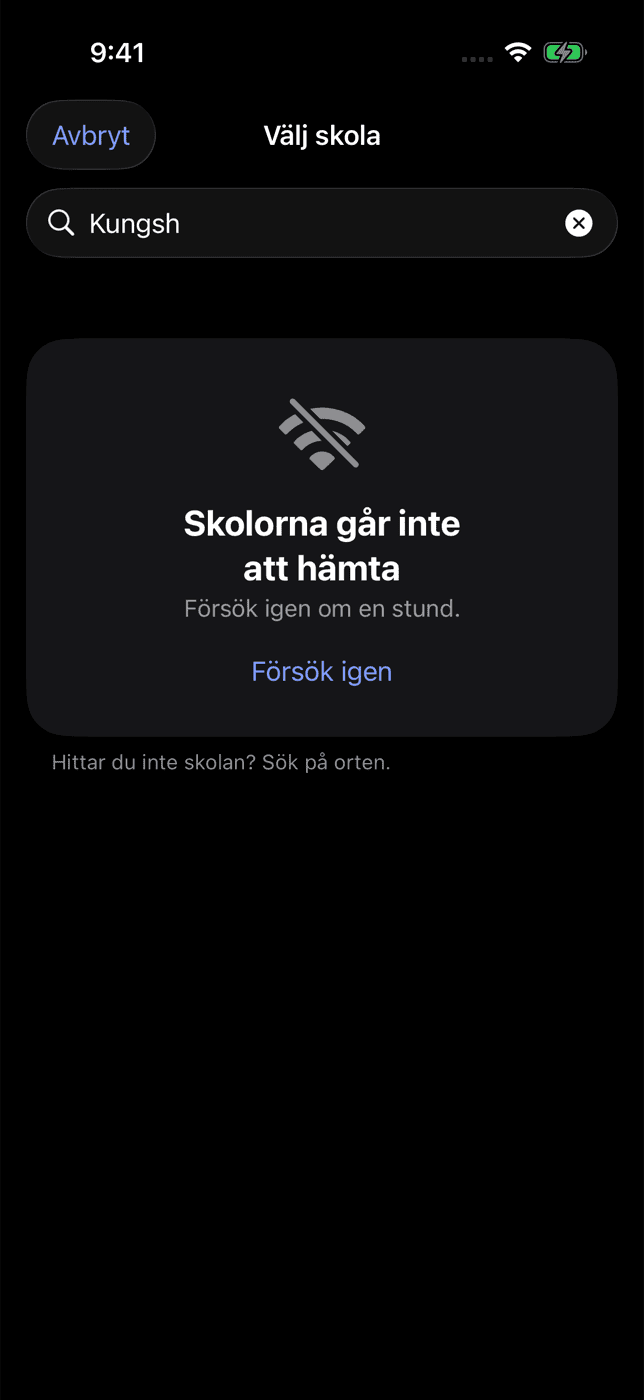 9:41
Avbryt
Välj skola
Kungsh
Skolorna går inte
att hämta
Försök igen om en stund.
Försök igen
Hittar du inte skolan? Sök på orten.